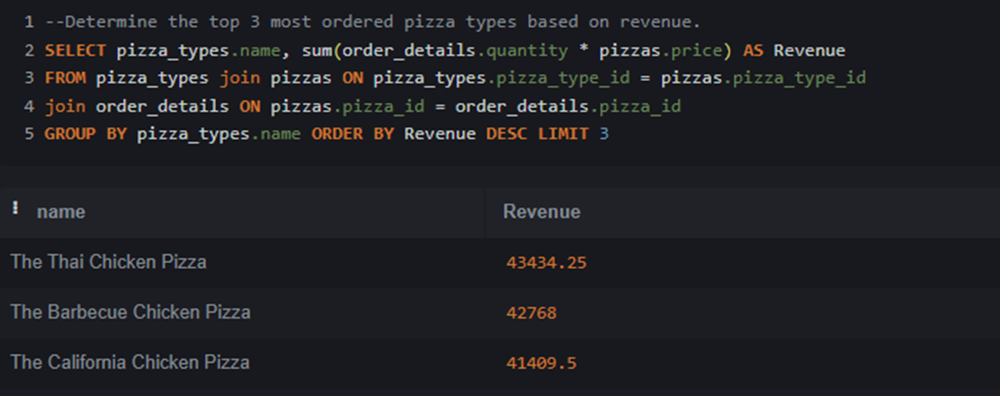 1 --Determine the top 3 most ordered pizza types based on revenue.
2 SELECT pizza_types.name, sum(order_details.quantity * pizzas.price) AS Revenue
3 FROM pizza_types join pizzas ON pizza_types.pizza_type_id = pizzas.pizza_type_id
4 join order_details ON pizzas.pizza_id = order_details.pizza_id
5 GROUP BY pizza_types.name ORDER BY Revenue DESC LIMIT 3
name Revenue
The Thai Chicken Pizza 43434.25
The Barbecue Chicken Pizza 42768
The California Chicken Pizza 41409.5